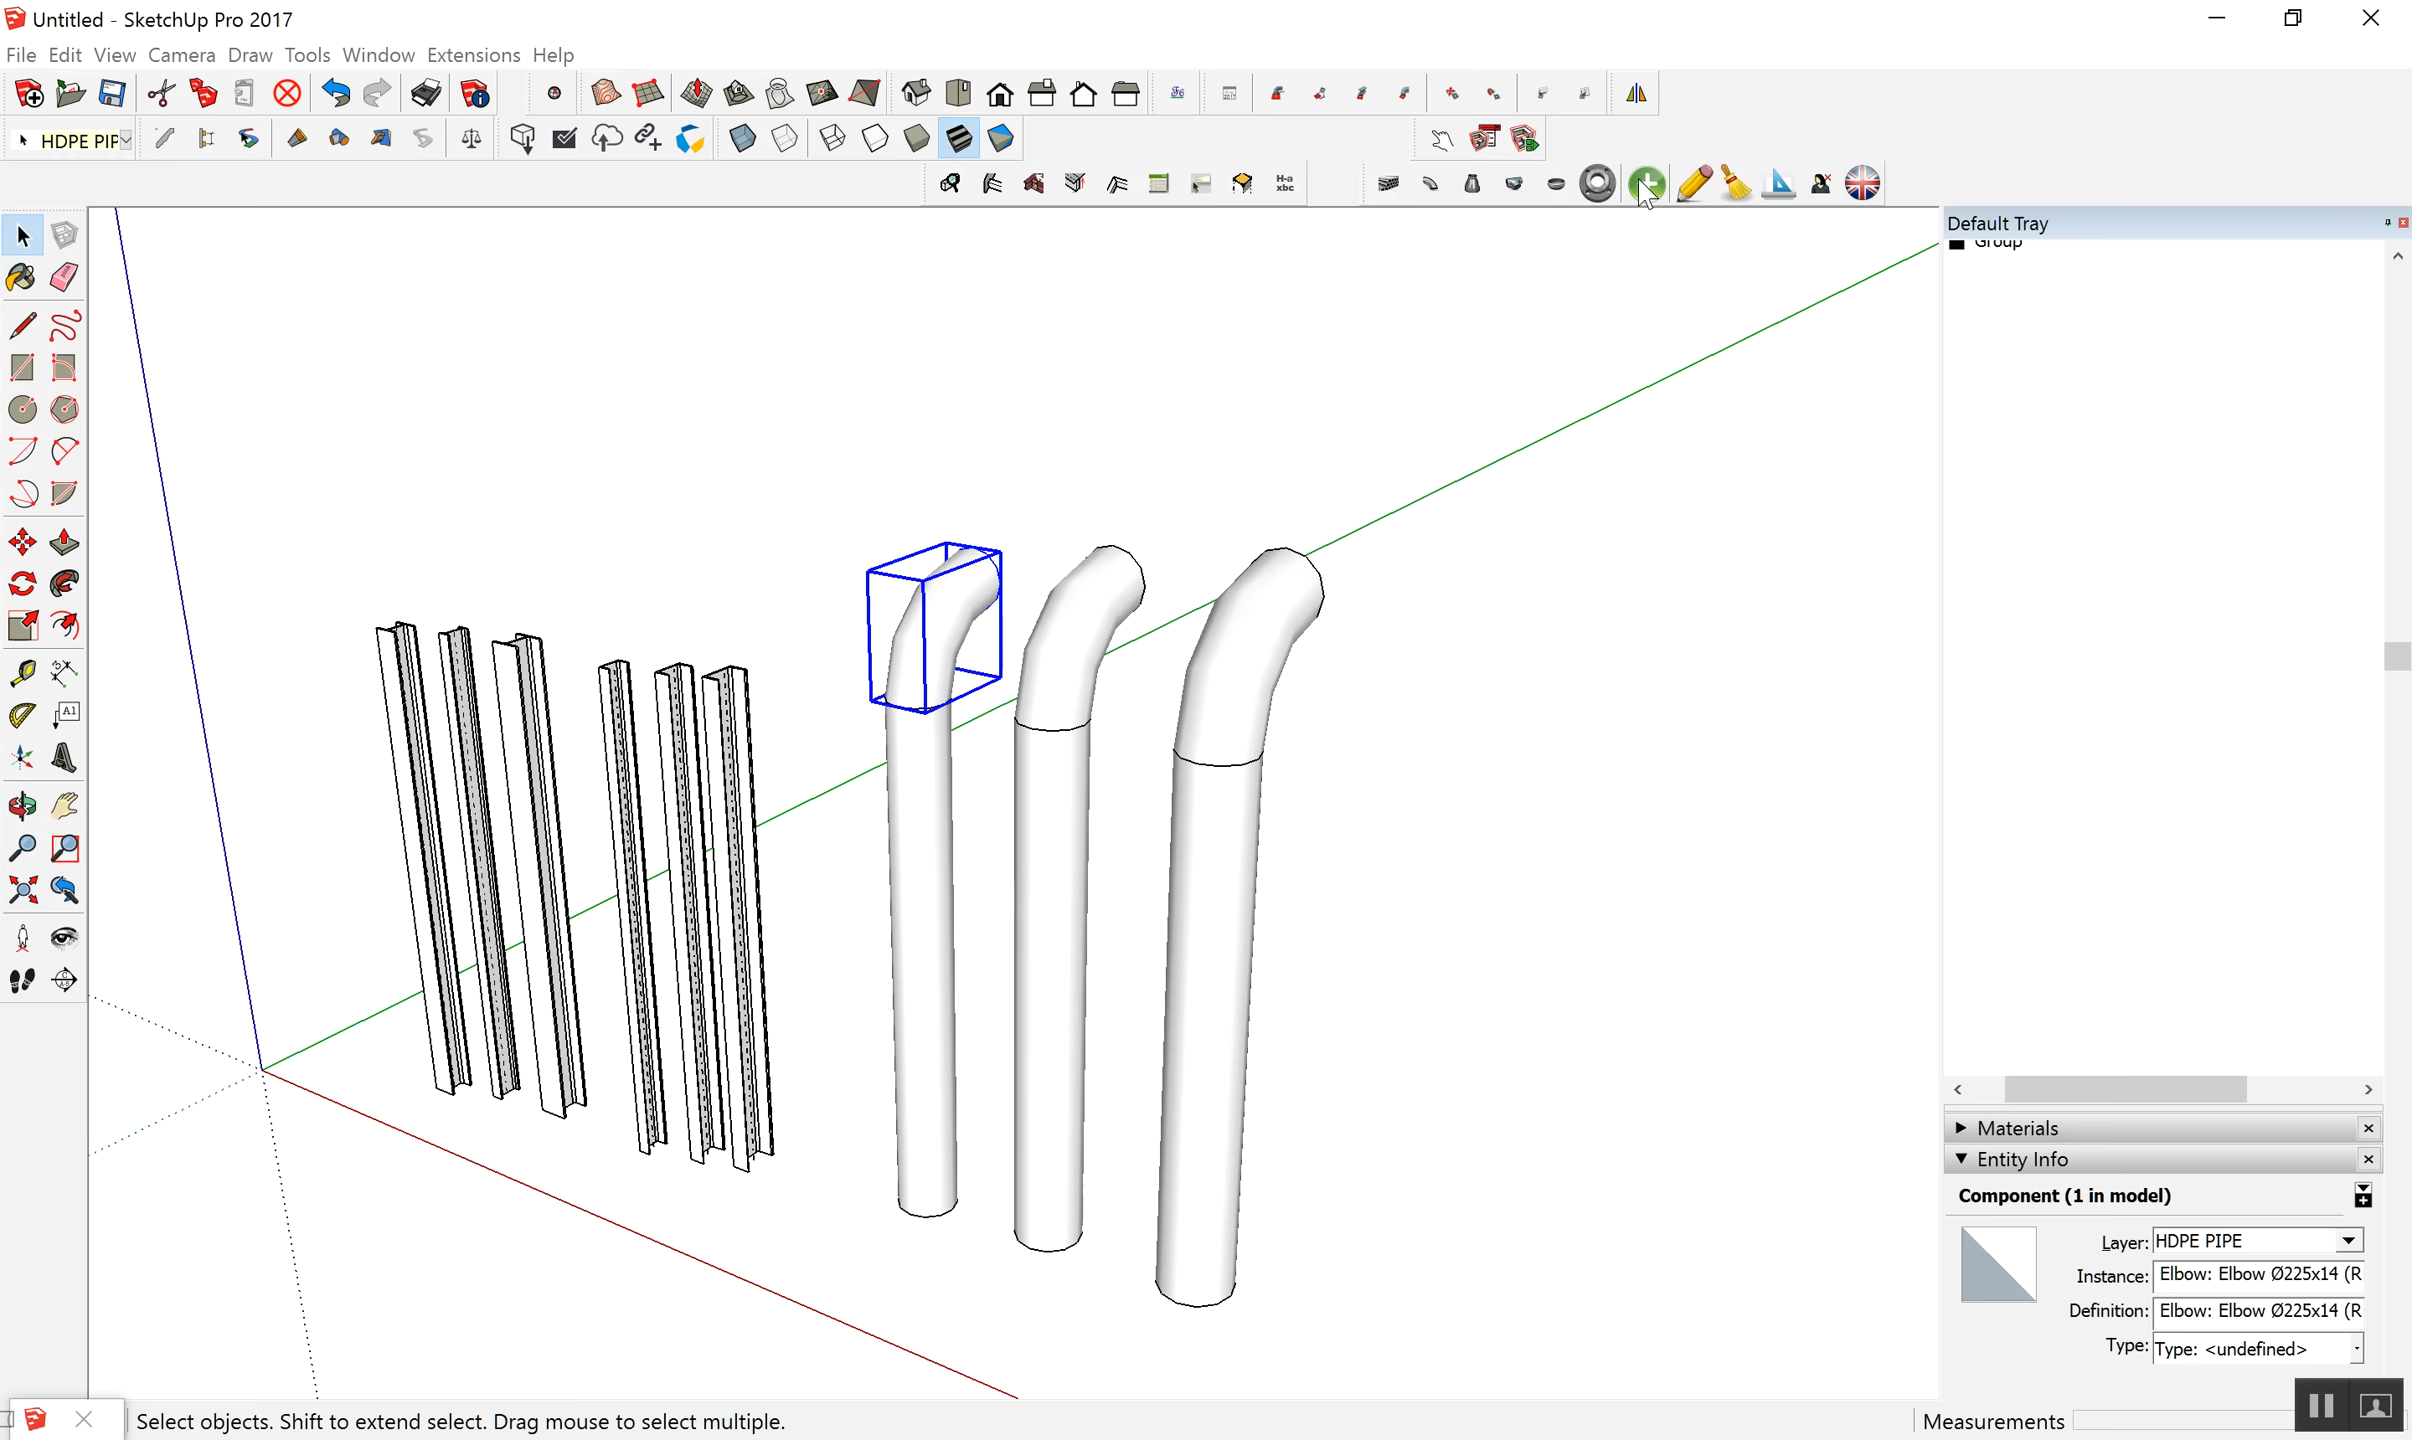 Untitled - SketchUp Pro 2017
File Edit View Camera Draw Tools Window Extensions Help
HDPE PIP
H-a
xbc
Default Tray
Group
A1
Materials
Entity Info
Component (1 in model)
Layer: HDPE PIPE
Instance: Elbow: Elbow Ø225x14 (R
Definition: Elbow: Elbow Ø225x14 (R
Type: Type: <undefined>
Select objects. Shift to extend select. Drag mouse to select multiple.
Measurements